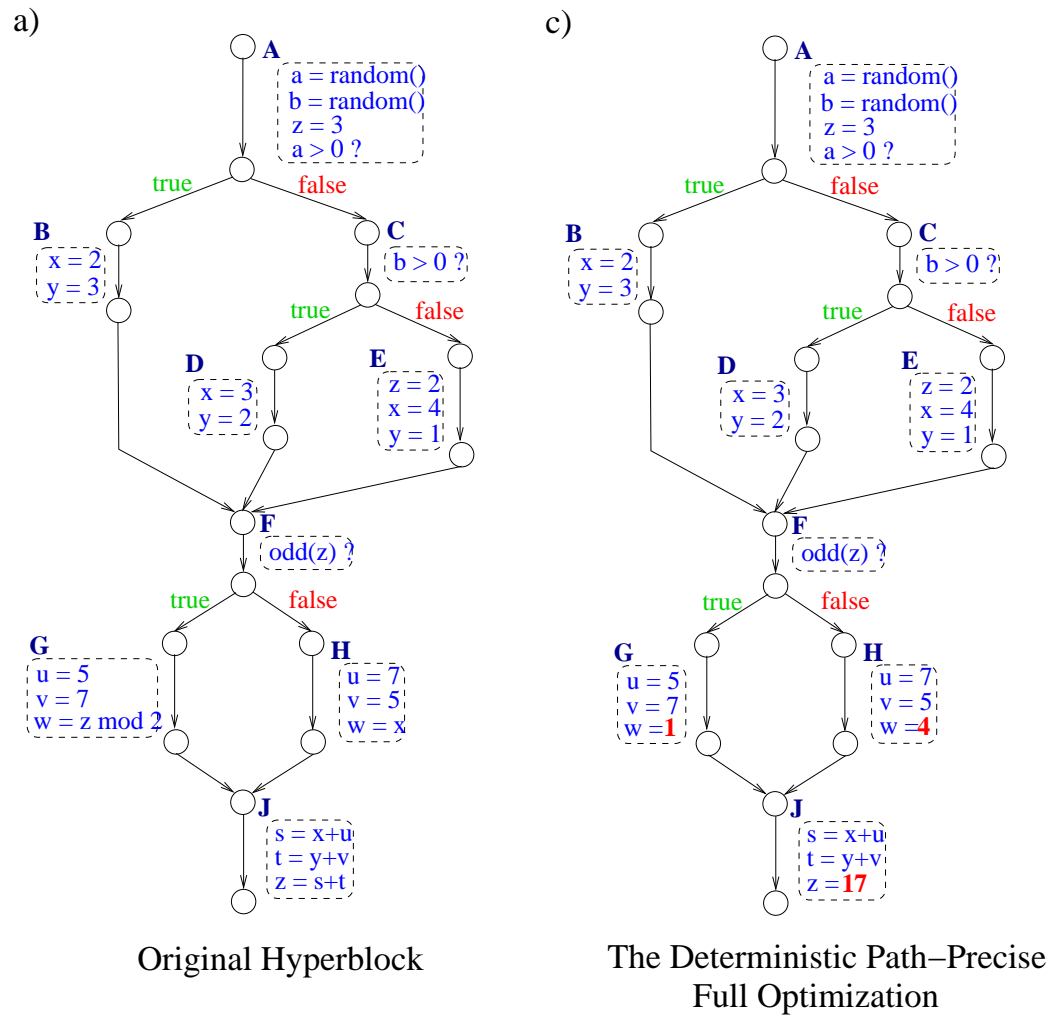 a)
A
a = random()
b = random()
z = 3
a > 0 ?
true
false
B
x = 2
y = 3
C
b > 0 ?
true
false
D
x = 3
y = 2
E
z = 2
x = 4
y = 1
F
odd(z) ?
true
false
G
u = 5
v = 7
w = z mod 2
H
u = 7
v = 5
w = x
J
s = x+u
t = y+v
z = s+t
Original Hyperblock
c)
A
a = random()
b = random()
z = 3
a > 0 ?
true
false
B
x = 2
y = 3
C
b > 0 ?
true
false
D
x = 3
y = 2
E
z = 2
x = 4
y = 1
F
odd(z) ?
true
false
G
u = 5
v = 7
w =1
H
u = 7
v = 5
w =4
J
s = x+u
t = y+v
z =17
The Deterministic Path−Precise
Full Optimization